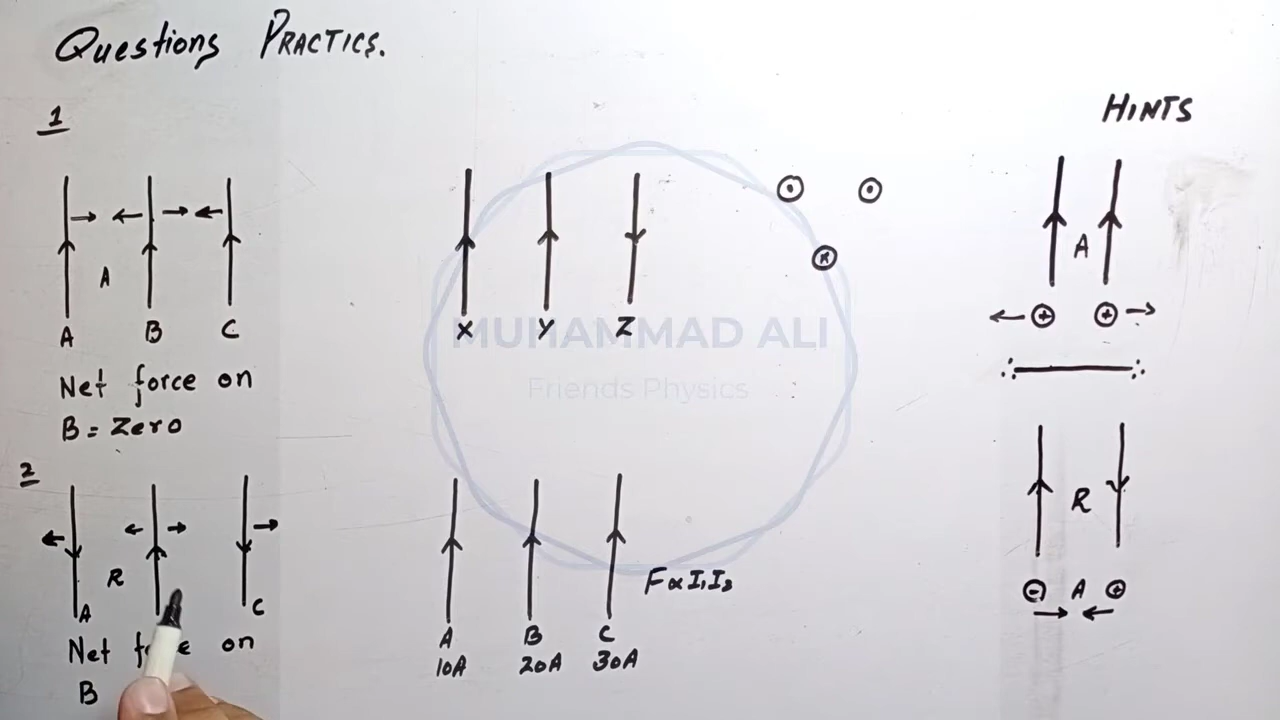 Questions PRACTICS.
HINTS
1
A
A B C
Net force on
B = Zero
X Y Z
MUHAMMAD ALI
Friends Physics
A
2
R
A C
Net force on
B
F∝I₁I₂
A B C
10A 20A 30A
R
A